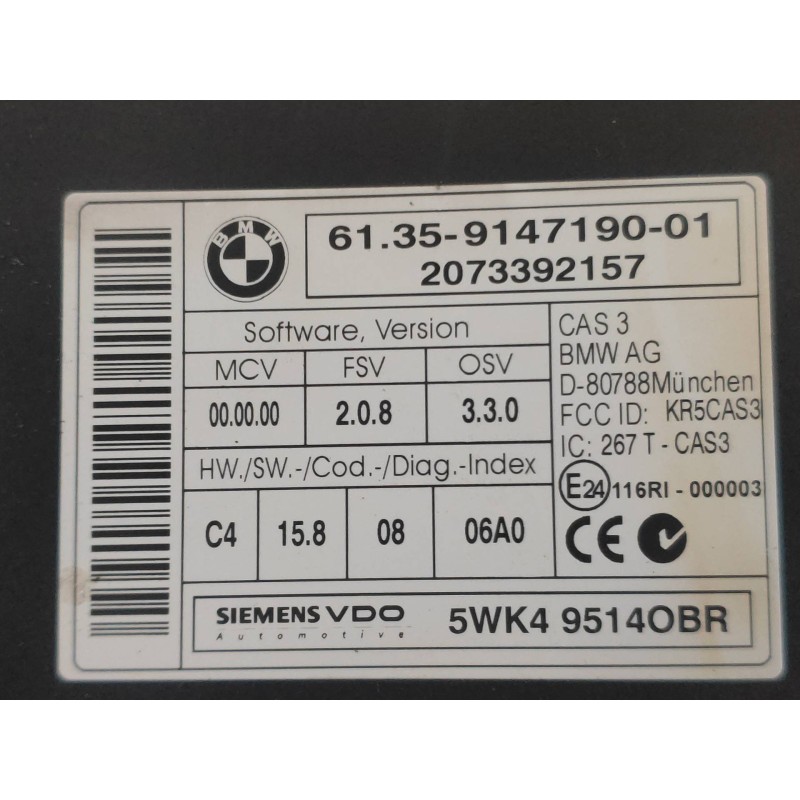 BMW
61.35-9147190-01
2073392157
Software, Version
MCV FSV OSV
00.00.00 2.0.8 3.3.0
HW./SW.-/Cod.-/Diag.-Index
C4 15.8 08 06A0
CAS 3
BMW AG
D-80788München
FCC ID: KR5CAS3
IC: 267 T - CAS3
E24 116RI - 000003
CE
SIEMENS VDO
Automotive
5WK4 9514OBR